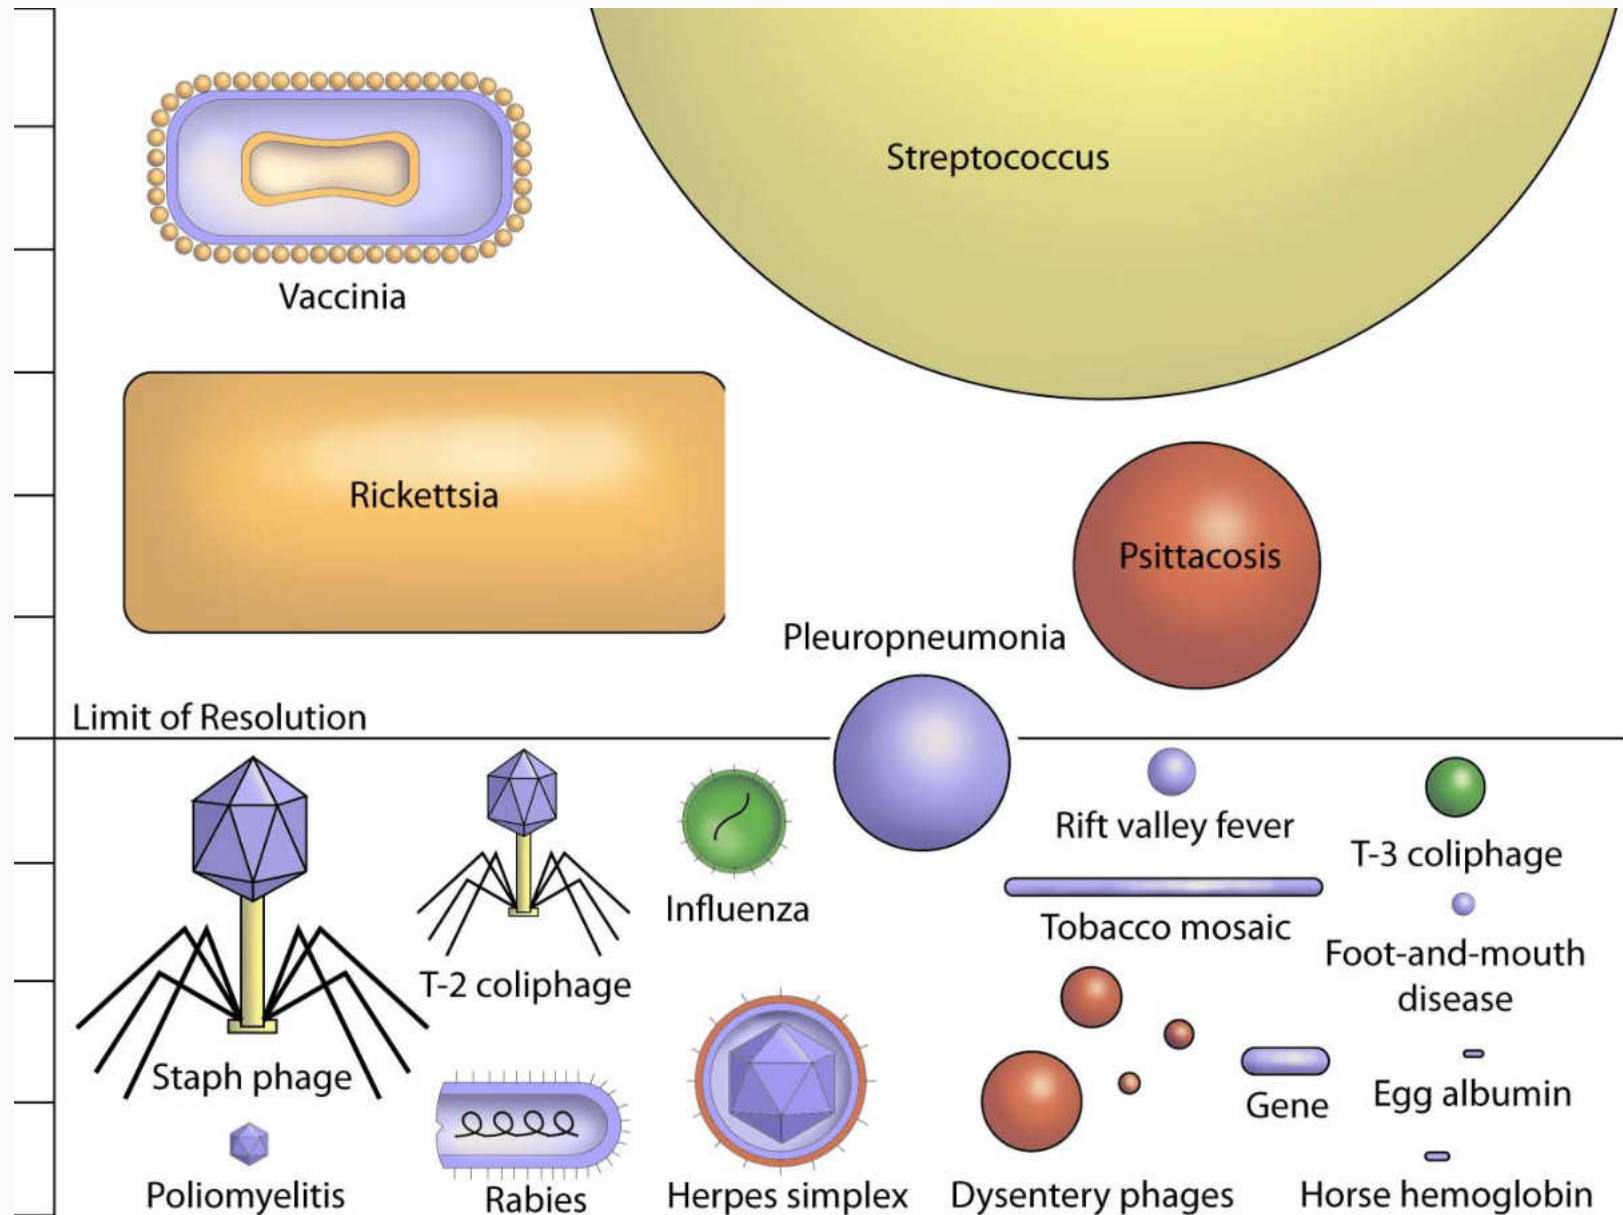 Streptococcus
Vaccinia
Rickettsia
Psittacosis
Pleuropneumonia
Limit of Resolution
Rift valley fever
T-3 coliphage
Influenza
Tobacco mosaic
Foot-and-mouth
disease
T-2 coliphage
Staph phage
Egg albumin
Gene
Poliomyelitis
Rabies
Herpes simplex
Dysentery phages
Horse hemoglobin